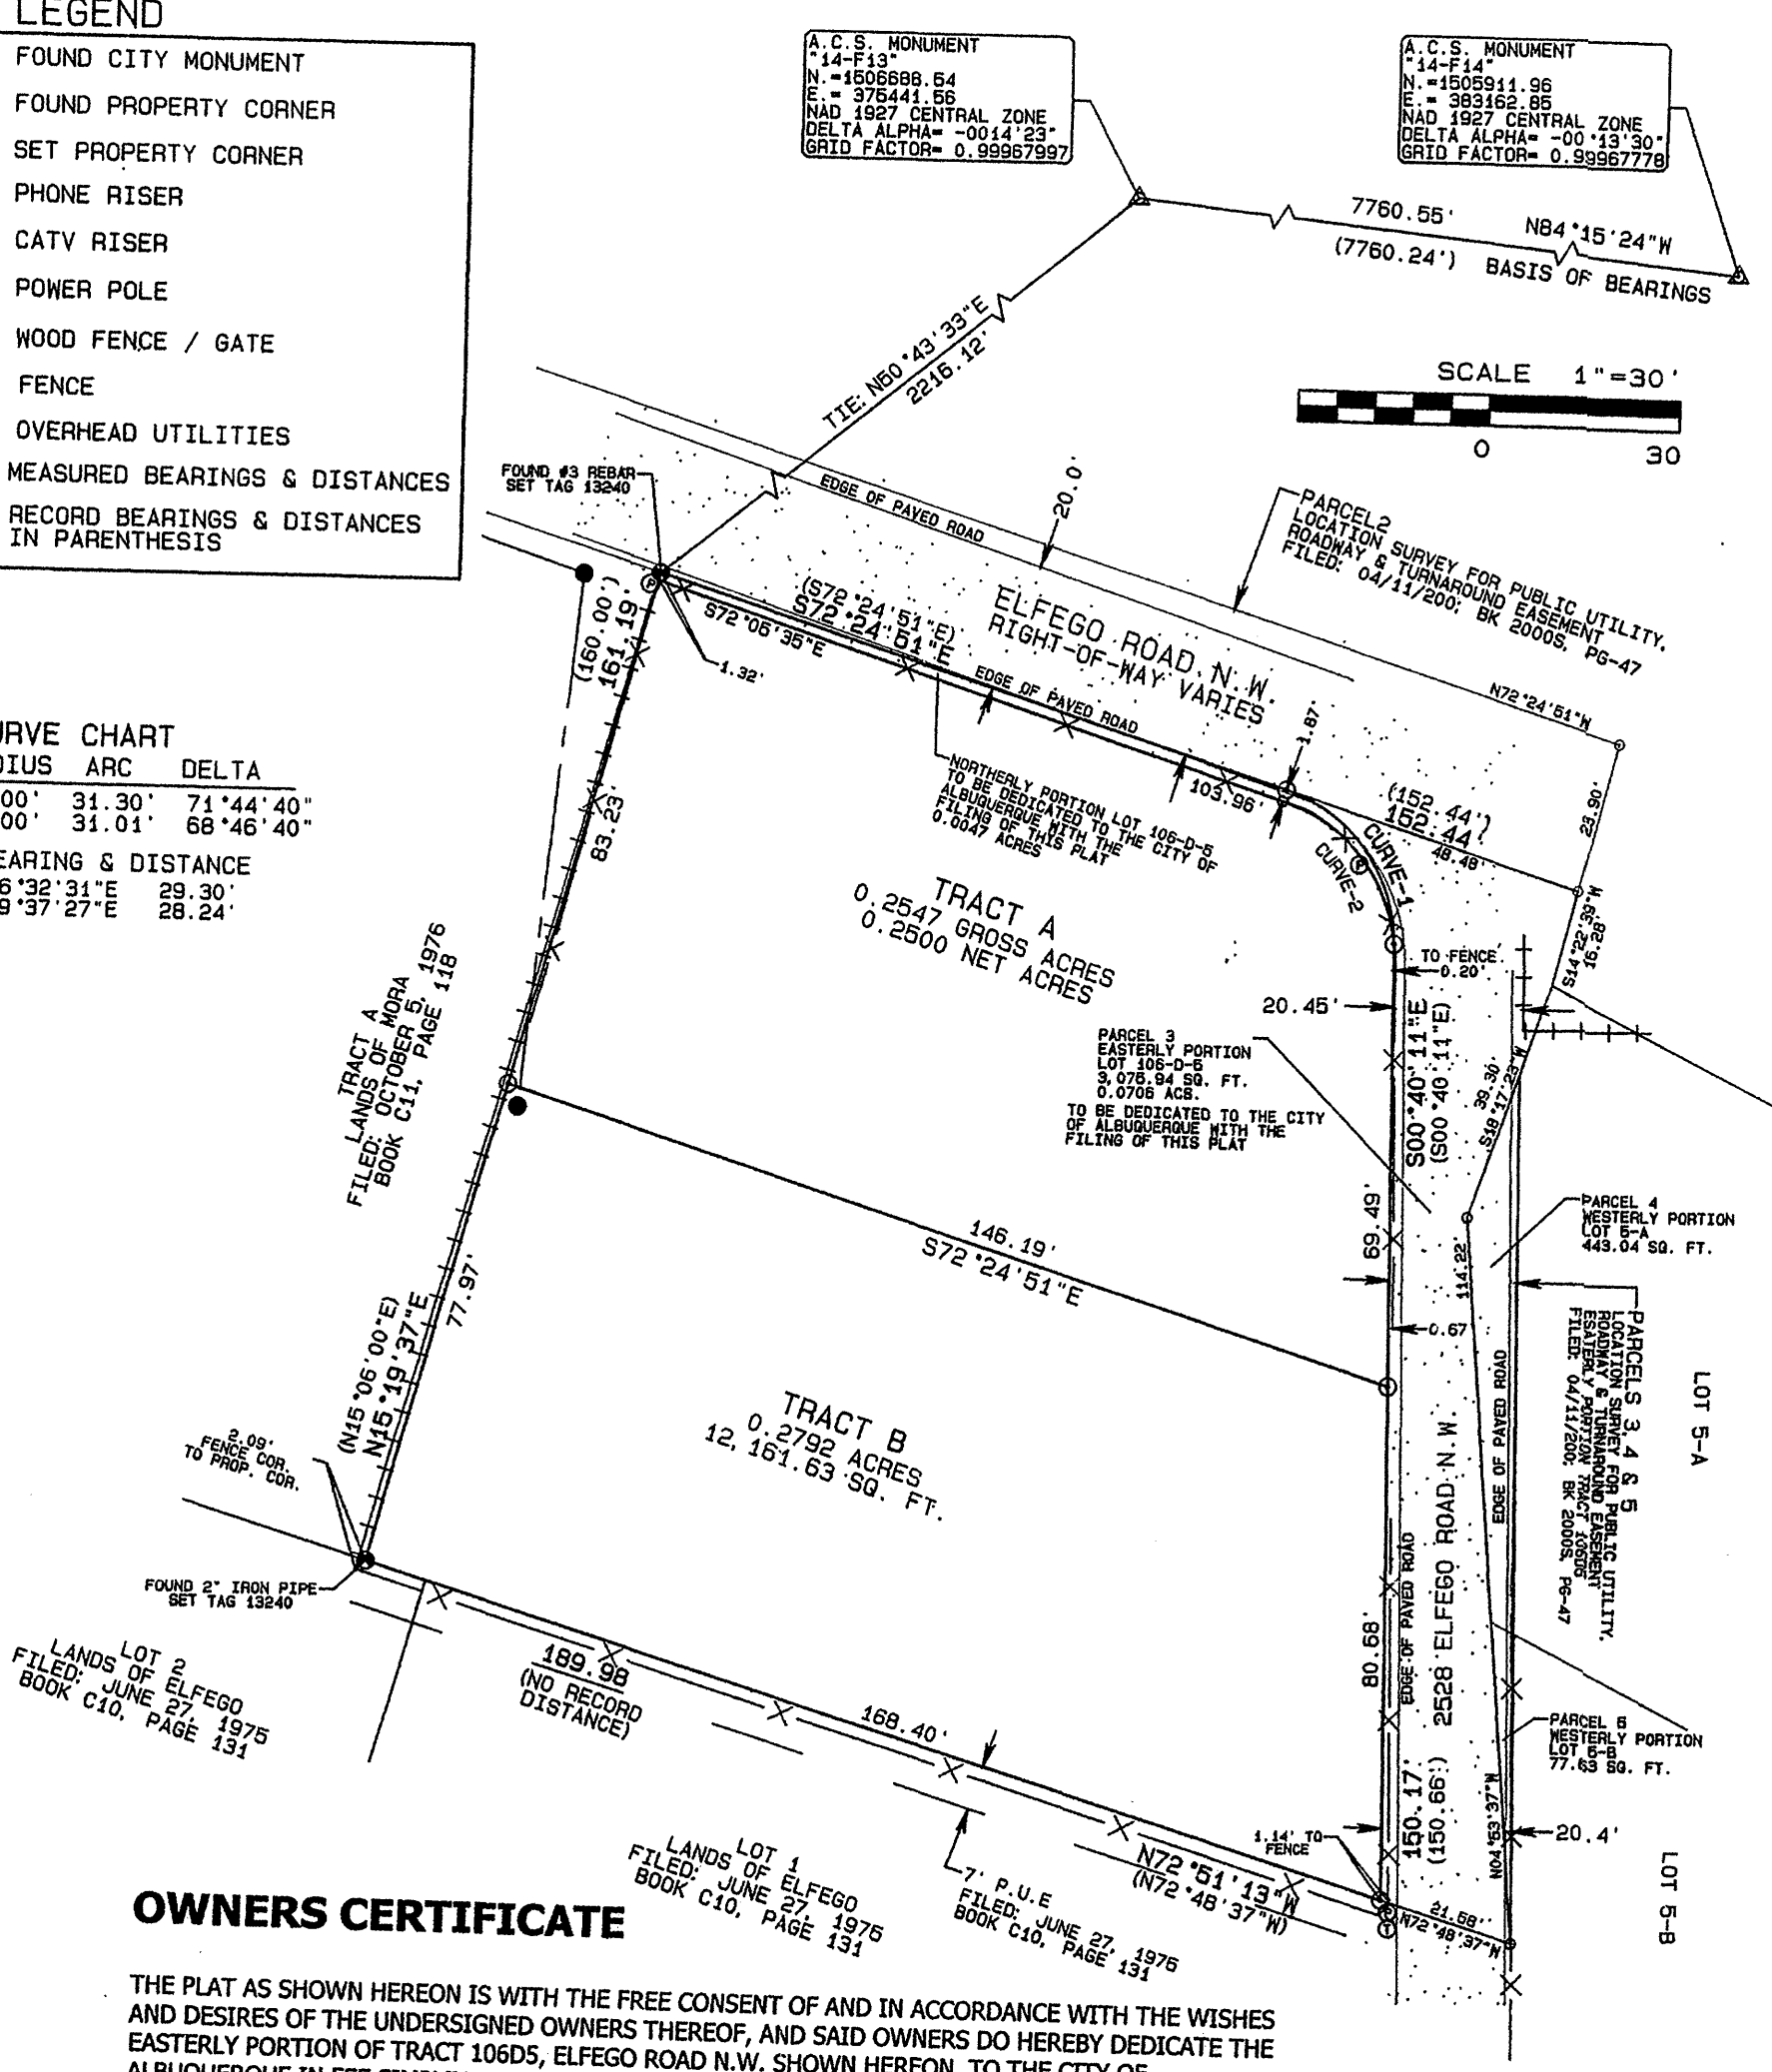 LEGEND
FOUND CITY MONUMENT
FOUND PROPERTY CORNER
SET PROPERTY CORNER
PHONE RISER
CATV RISER
POWER POLE
WOOD FENCE / GATE
FENCE
OVERHEAD UTILITIES
MEASURED BEARINGS & DISTANCES
RECORD BEARINGS & DISTANCES
IN PARENTHESIS
A.C.S. MONUMENT
"14-F13"
N.=1506688.64
E.= 375441.56
NAD 1927 CENTRAL ZONE
DELTA ALPHA= -0014'23"
GRID FACTOR= 0.99967997
A.C.S. MONUMENT
"14-F14"
N.=1505911.96
E.= 383162.85
NAD 1927 CENTRAL ZONE
DELTA ALPHA= -00°13'30"
GRID FACTOR= 0.99967778
7760.55' N84°15'24"W
(7760.24') BASIS OF BEARINGS
TIE: N50°43'33"E
2216.12'
SCALE 1"=30'
0 30
FOUND #3 REBAR
SET TAG 13240
EDGE OF PAVED ROAD
20.0'
PARCEL2
LOCATION SURVEY FOR PUBLIC UTILITY,
ROADWAY & TURNAROUND EASEMENT
FILED: 04/11/200; BK 2000S, PG-47
(S72°24'51"E)
S72°24'51"E
S72°05'35"E
ELFEGO ROAD N.W.
RIGHT-OF-WAY VARIES
EDGE OF PAVED ROAD
N72°24'51"W
1.32'
(160.00')
161.19'
83.23'
1.87'
103.96'
(152.44')
152.44'
48.48'
23.90'
CURVE-1
CURVE-2
NORTHERLY PORTION LOT 106-D-5
TO BE DEDICATED TO THE CITY OF
ALBUQUERQUE WITH THE
FILING OF THIS PLAT
0.0047 ACRES
URVE CHART
DIUS ARC DELTA
00' 31.30' 71°44'40"
00' 31.01' 68°46'40"
EARING & DISTANCE
6°32'31"E 29.30'
9°37'27"E 28.24'
TRACT A
0.2547 GROSS ACRES
0.2500 NET ACRES
TRACT A
LANDS OF MORA
FILED: OCTOBER 5, 1976
BOOK C11, PAGE 118
TO FENCE
0.20'
20.45'
S14°22'39"W
16.28'
S00°40'11"E
(S00°40'11"E)
39.30'
S18°17'23"W
PARCEL 3
EASTERLY PORTION
LOT 106-D-5
3,075.94 SQ. FT.
0.0706 ACS.
TO BE DEDICATED TO THE CITY
OF ALBUQUERQUE WITH THE
FILING OF THIS PLAT
PARCEL 4
WESTERLY PORTION
LOT 5-A
443.04 SQ. FT.
69.49'
114.22'
0.67
146.19'
S72°24'51"E
77.97'
(N15°06'00"E)
N15°19'37"E
PARCELS 3, 4 & 5
LOCATION SURVEY FOR PUBLIC UTILITY,
ROADWAY & TURNAROUND EASEMENT
ESATERLY PORTION TRACT 106D5
FILED: 04/11/200; BK 2000S, PG-47
LOT 5-A
EDGE OF PAVED ROAD
TRACT B
0.2792 ACRES
12,161.63 SQ. FT.
2.09'
FENCE COR.
TO PROP. COR.
FOUND 2" IRON PIPE
SET TAG 13240
80.68'
EDGE OF PAVED ROAD
2528 ELFEGO ROAD N.W.
LOT 2
LANDS OF ELFEGO
FILED: JUNE 27, 1975
BOOK C10, PAGE 131
189.98
(NO RECORD
DISTANCE)
168.40'
PARCEL 5
WESTERLY PORTION
LOT 5-B
77.63 SQ. FT.
150.17'
(150.66')
N04°53'37"W
20.4'
LOT 5-B
1.14' TO
FENCE
N72°51'13"W
(N72°48'37"W)
21.58'
N72°48'37"W
LOT 1
LANDS OF ELFEGO
FILED: JUNE 27, 1975
BOOK C10, PAGE 131
7' P.U.E
FILED: JUNE 27, 1975
BOOK C10, PAGE 131
OWNERS CERTIFICATE
THE PLAT AS SHOWN HEREON IS WITH THE FREE CONSENT OF AND IN ACCORDANCE WITH THE WISHES
AND DESIRES OF THE UNDERSIGNED OWNERS THEREOF, AND SAID OWNERS DO HEREBY DEDICATE THE
EASTERLY PORTION OF TRACT 106D5, ELFEGO ROAD N.W. SHOWN HEREON, TO THE CITY OF